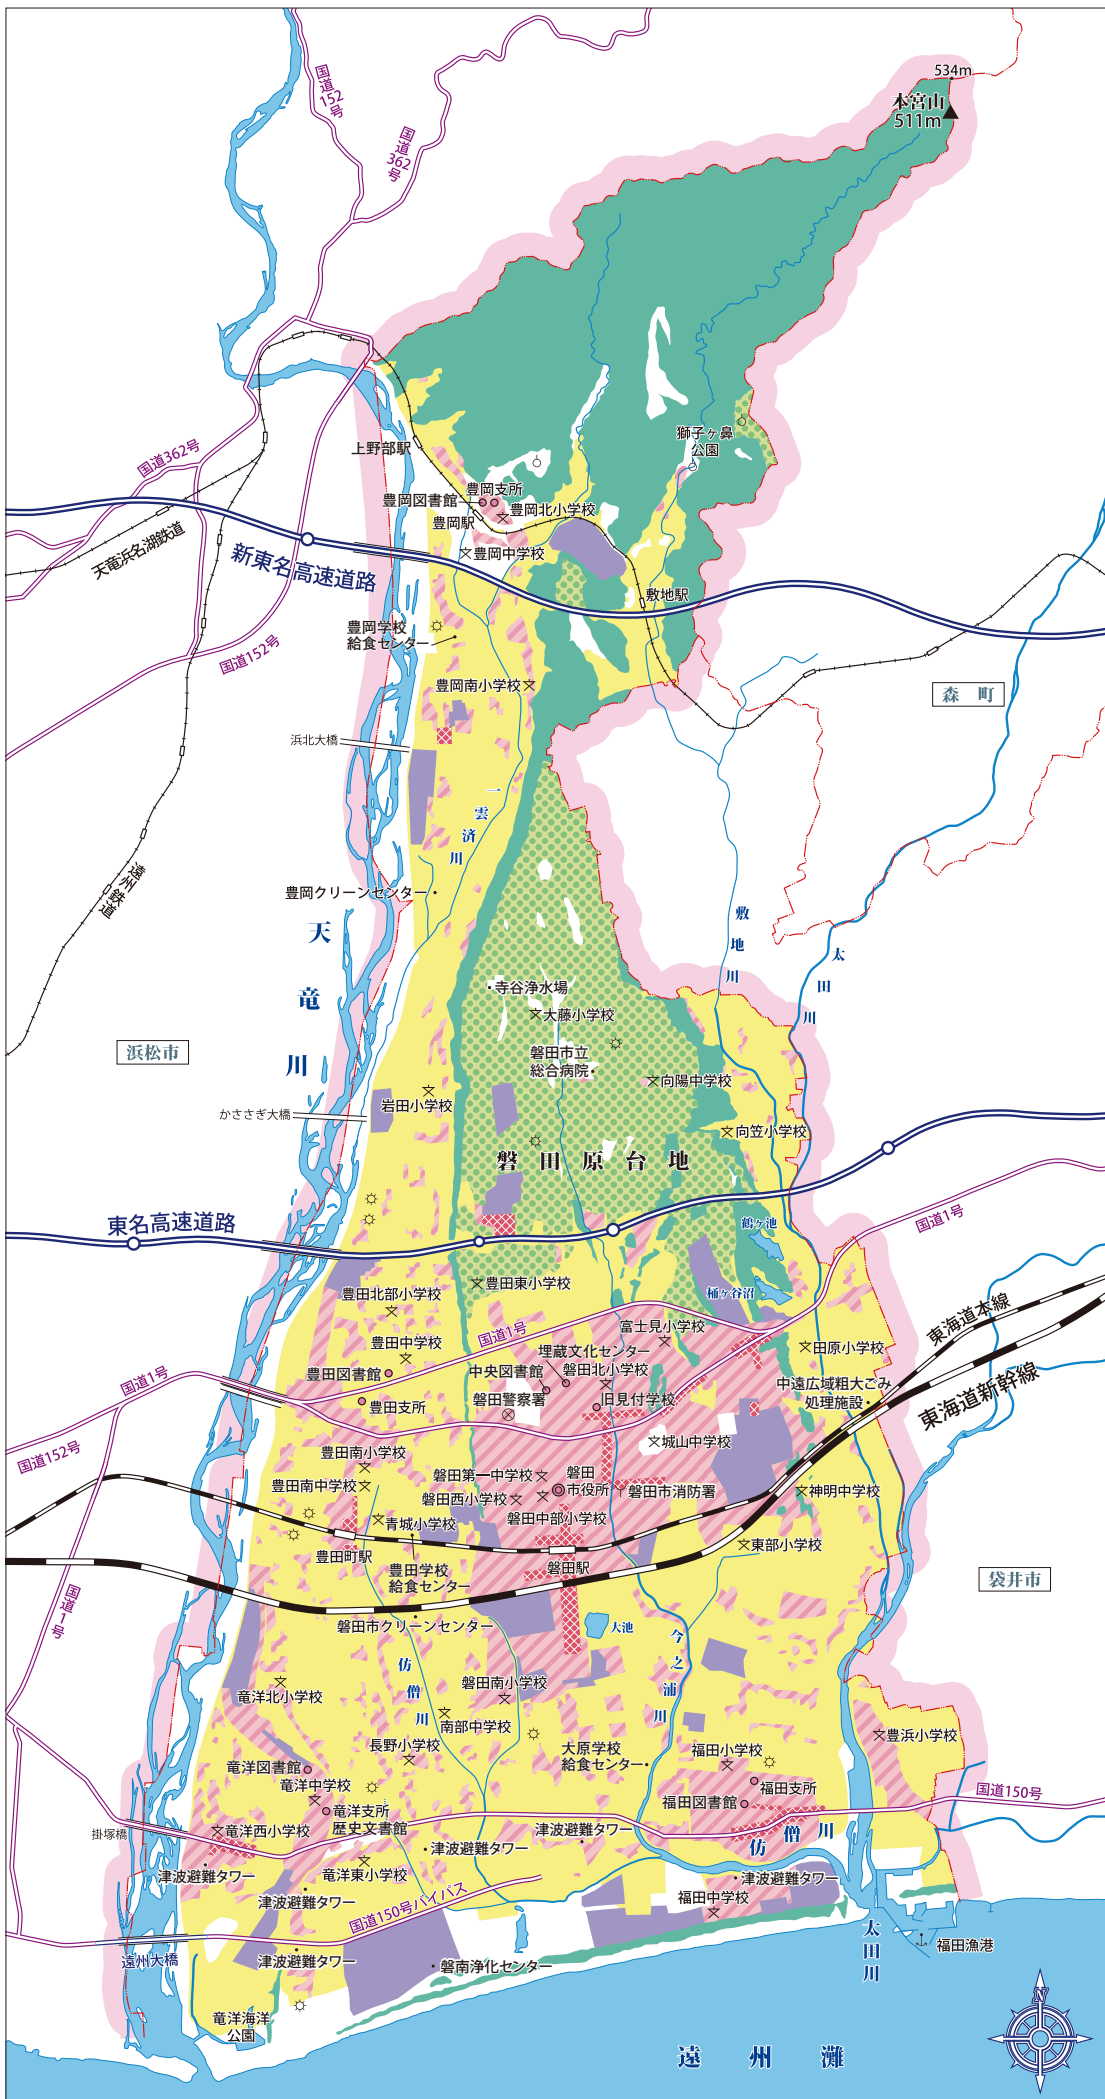 534m
本宮山
511m
国道152号
国道362号
獅子ヶ鼻
公園
上野部駅
国道362号
豊岡支所
豊岡図書館
豊岡北小学校
豊岡駅
豊岡中学校
天竜浜名湖鉄道
新東名高速道路
敷地駅
豊岡学校
給食センター
国道152号
豊岡南小学校
森 町
浜北大橋
一雲済川
遠州鉄道
豊岡クリーンセンター
天竜川
敷地川
太田川
寺谷浄水場
大藤小学校
浜松市
磐田市立
総合病院
向陽中学校
岩田小学校
かささぎ大橋
向笠小学校
磐田原台地
東名高速道路
鶴ヶ池
国道1号
豊田東小学校
桶ヶ谷沼
豊田北部小学校
東海道本線
国道1号
富士見小学校
豊田中学校
田原小学校
埋蔵文化センター
中央図書館
磐田北小学校
豊田図書館
国道1号
中遠広域粗大ごみ
処理施設
東海道新幹線
磐田警察署
旧見付学校
豊田支所
城山中学校
国道152号
豊田南小学校
磐田第一中学校
磐田
市役所
豊田南中学校
磐田西小学校
磐田市消防署
神明中学校
青城小学校
磐田中部小学校
東部小学校
豊田町駅
豊田学校
給食センター
磐田駅
袋井市
国道1号
磐田市クリーンセンター
大池
今之浦川
仿僧川
磐田南小学校
竜洋北小学校
南部中学校
豊浜小学校
長野小学校
大原学校
給食センター
福田小学校
竜洋図書館
竜洋中学校
福田支所
国道150号
福田図書館
竜洋支所
歴史文書館
掛塚橋
竜洋西小学校
津波避難タワー
仿僧川
津波避難タワー
津波避難タワー
竜洋東小学校
津波避難タワー
津波避難タワー
福田中学校
国道150号バイパス
太田川
福田漁港
遠州大橋
津波避難タワー
磐南浄化センター
竜洋海洋
公園
N
遠州灘